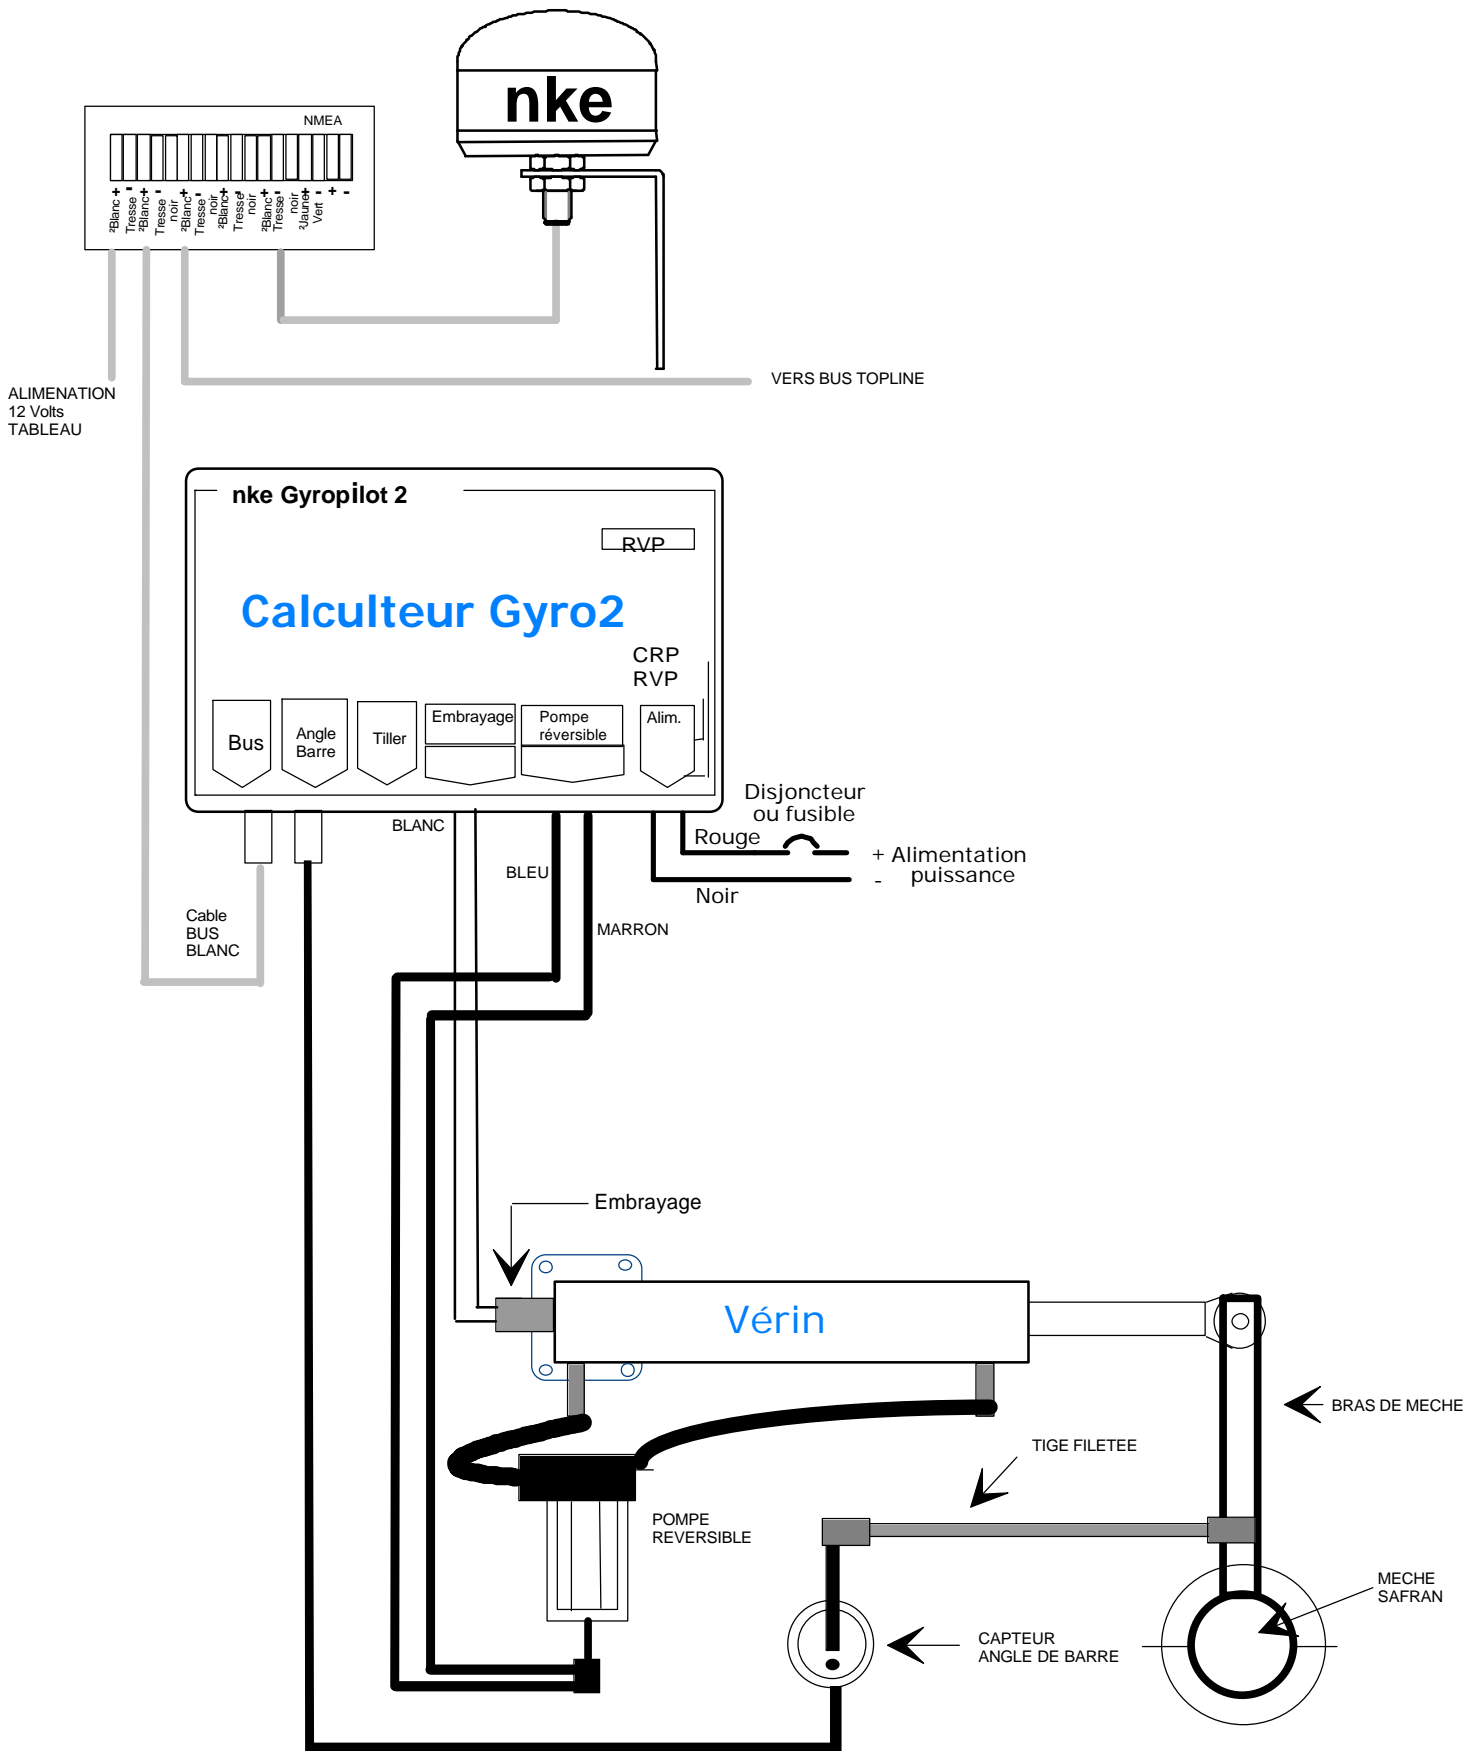 nke
NMEA
²Blanc +
Tresse -
²Blanc+
Tresse -
noir
²Blanc +
Tresse -
noir
²Blanc+
Tresse -
noir
²Blanc +
Tresse -
noir
²Jaune+
Vert -
+
-
ALIMENATION
12 Volts
TABLEAU
VERS BUS TOPLINE
nke Gyropilot 2
RVP
Calculteur Gyro2
CRP
RVP
Bus
Angle
Barre
Tiller
Embrayage
Pompe
réversible
Alim.
BLANC
BLEU
MARRON
Disjoncteur
ou fusible
Rouge
Noir
+ Alimentation
- puissance
Cable
BUS
BLANC
Embrayage
Vérin
BRAS DE MECHE
TIGE FILETEE
POMPE
REVERSIBLE
MECHE
SAFRAN
CAPTEUR
ANGLE DE BARRE